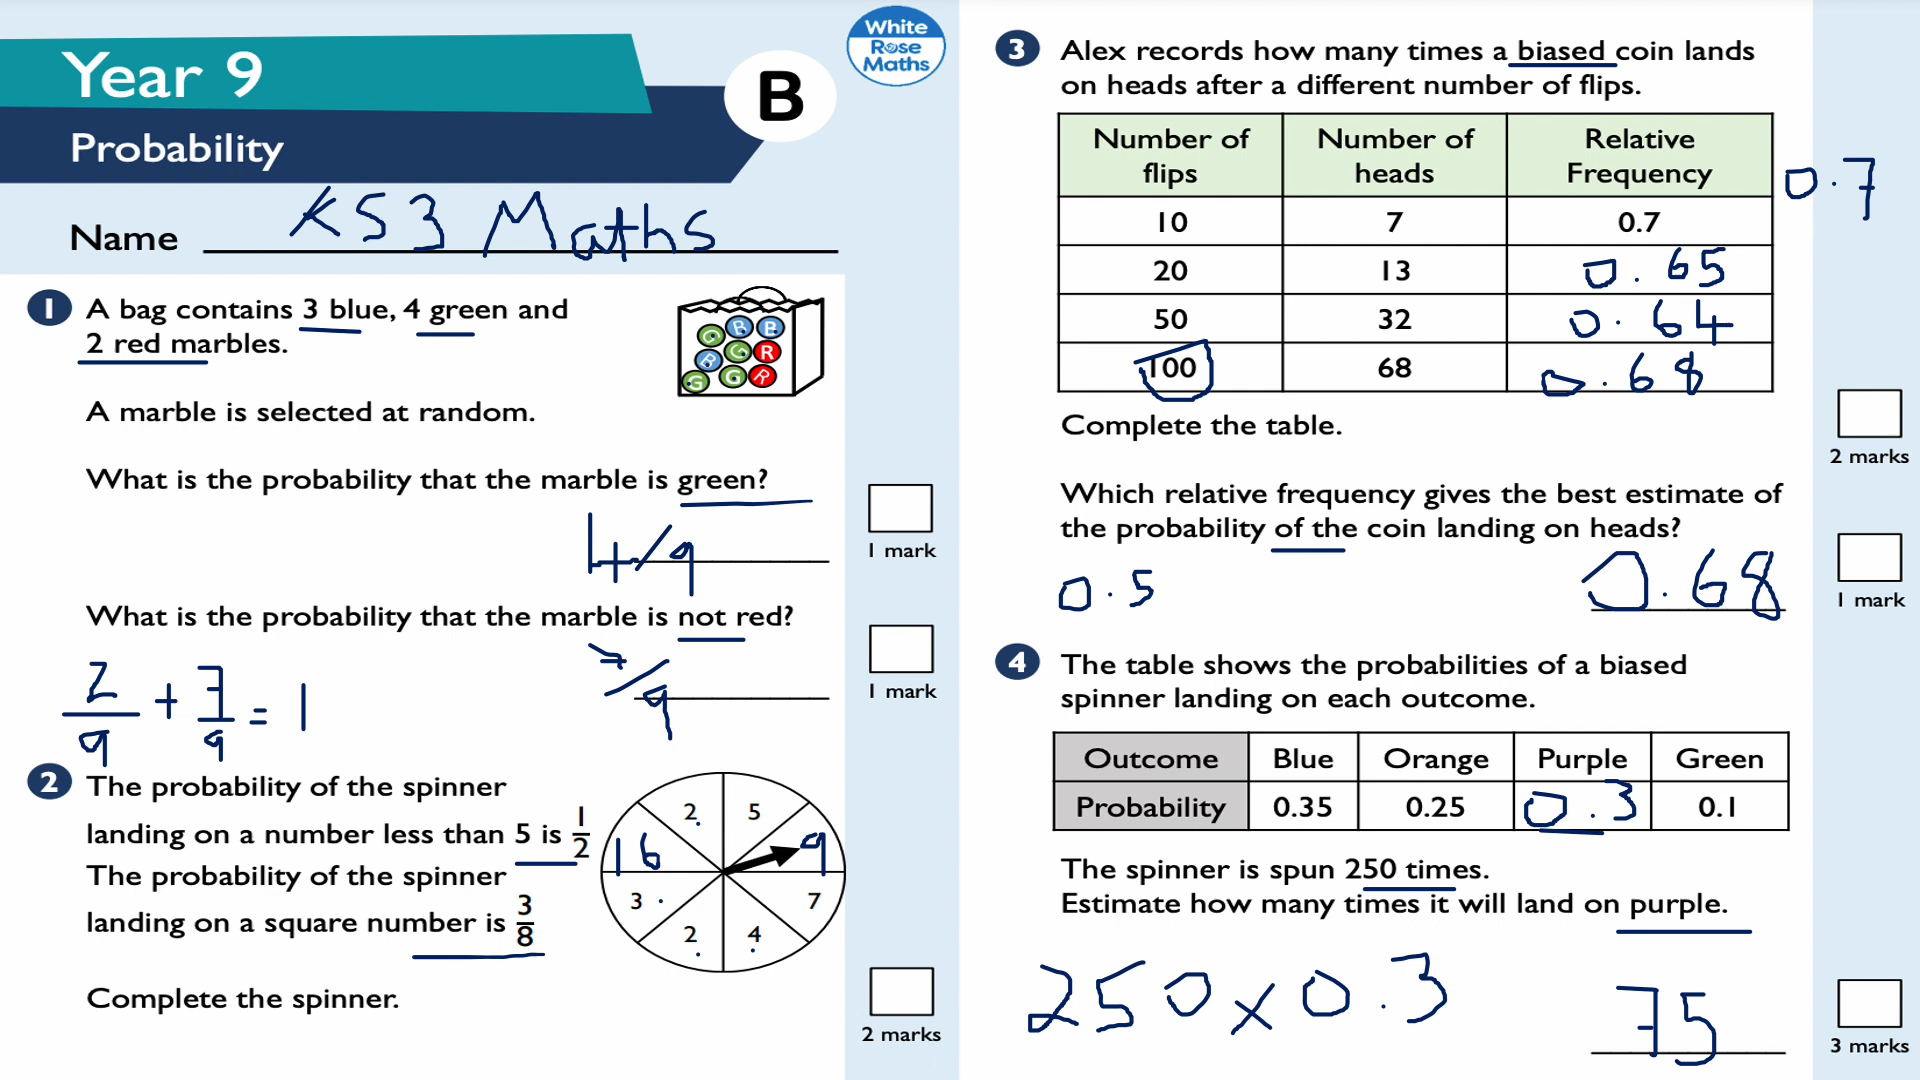 Year 9
Probability
B
White
Rose
Maths
Name KS3 Maths
1 A bag contains 3 blue, 4 green and
2 red marbles.
G B B
B G R
G G R
A marble is selected at random.
What is the probability that the marble is green?
4/9
1 mark
What is the probability that the marble is not red?
7/9
1 mark
2/9 + 7/9 = 1
2 The probability of the spinner
landing on a number less than 5 is 1/2
The probability of the spinner
landing on a square number is 3/8
Complete the spinner.
2 5
16 9
3 7
2 4
2 marks
3 Alex records how many times a biased coin lands
on heads after a different number of flips.
Number of flips Number of heads Relative Frequency
0.7
10 7 0.7
20 13 0.65
50 32 0.64
100 68 0.68
Complete the table.
2 marks
Which relative frequency gives the best estimate of
the probability of the coin landing on heads?
0.5 0.68
1 mark
4 The table shows the probabilities of a biased
spinner landing on each outcome.
Outcome Blue Orange Purple Green
Probability 0.35 0.25 0.3 0.1
The spinner is spun 250 times.
Estimate how many times it will land on purple.
250 x 0.3 75
3 marks